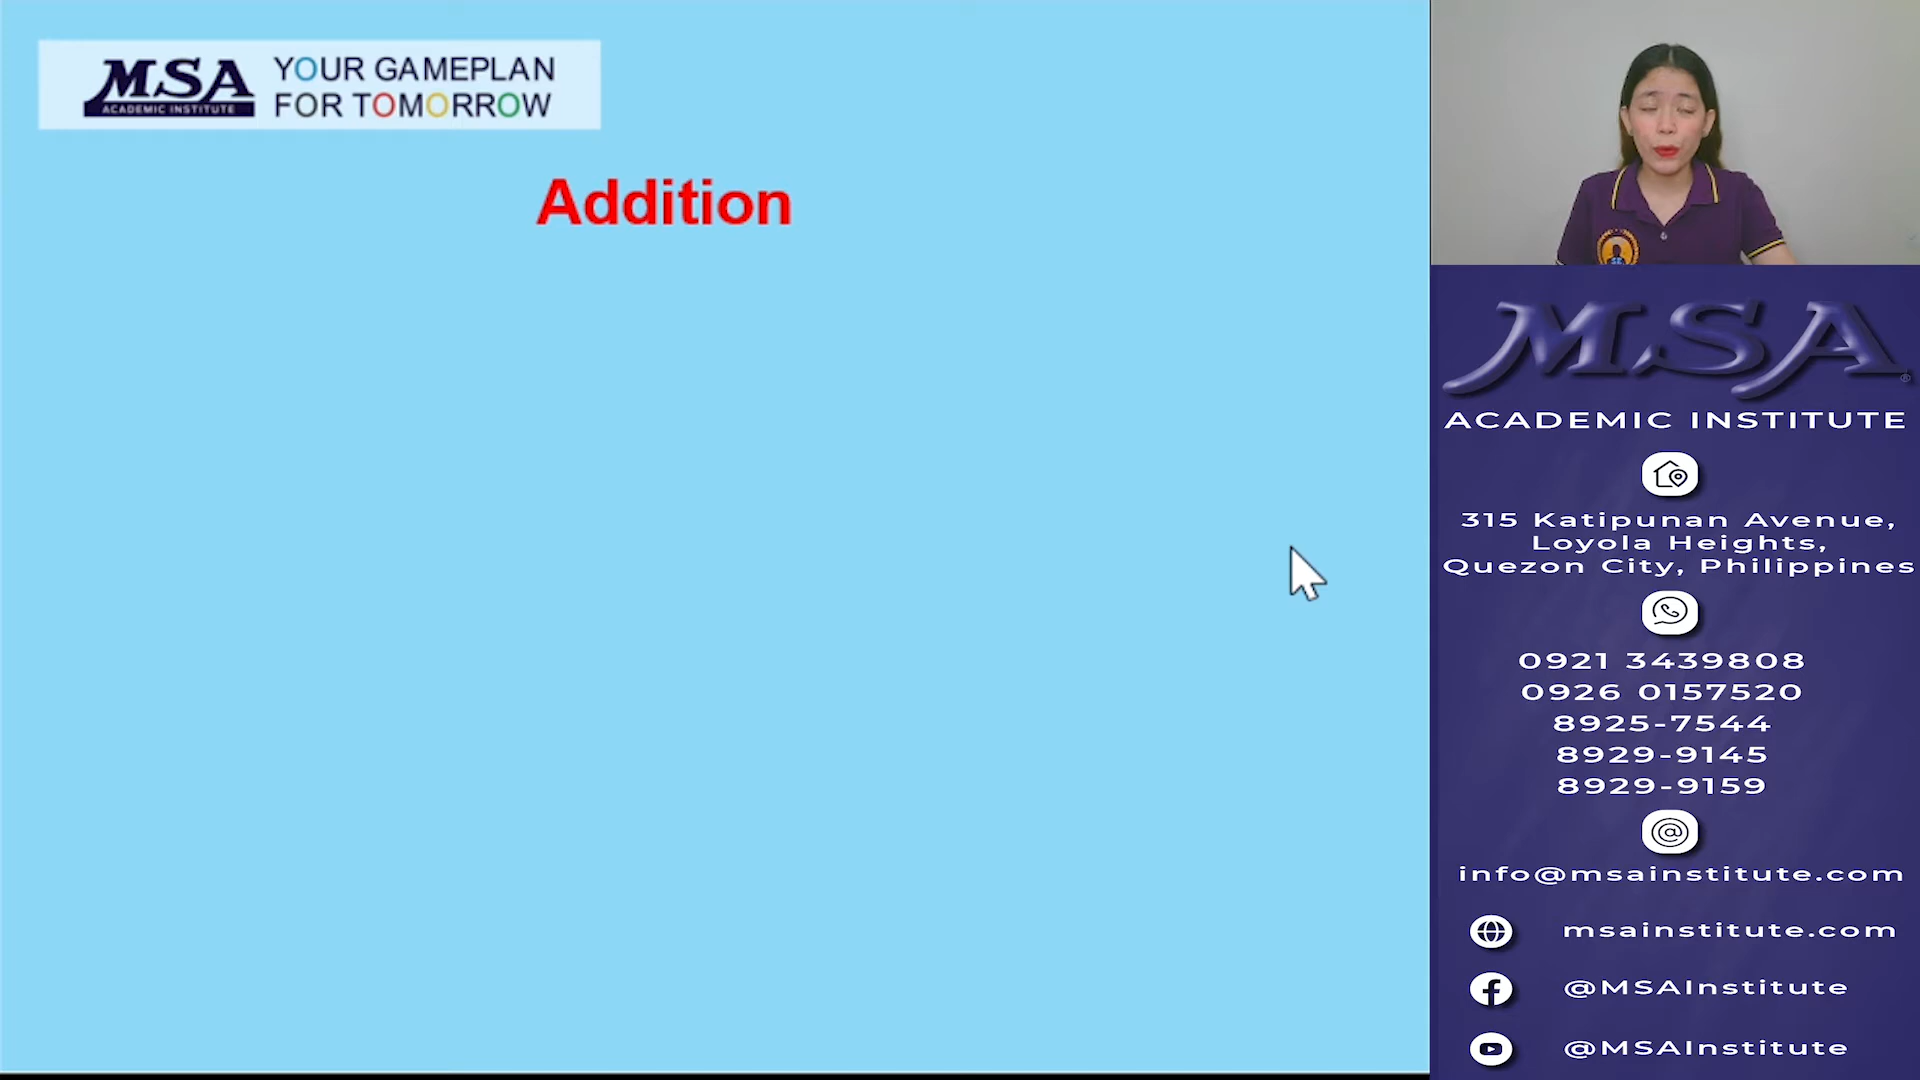 MSA
ACADEMIC INSTITUTE
YOUR GAMEPLAN
FOR TOMORROW
Addition
MSA
ACADEMIC INSTITUTE
315 Katipunan Avenue,
Loyola Heights,
Quezon City, Philippines
0921 3439808
0926 0157520
8925-7544
8929-9145
8929-9159
info@msainstitute.com
msainstitute.com
@MSAInstitute
@MSAInstitute